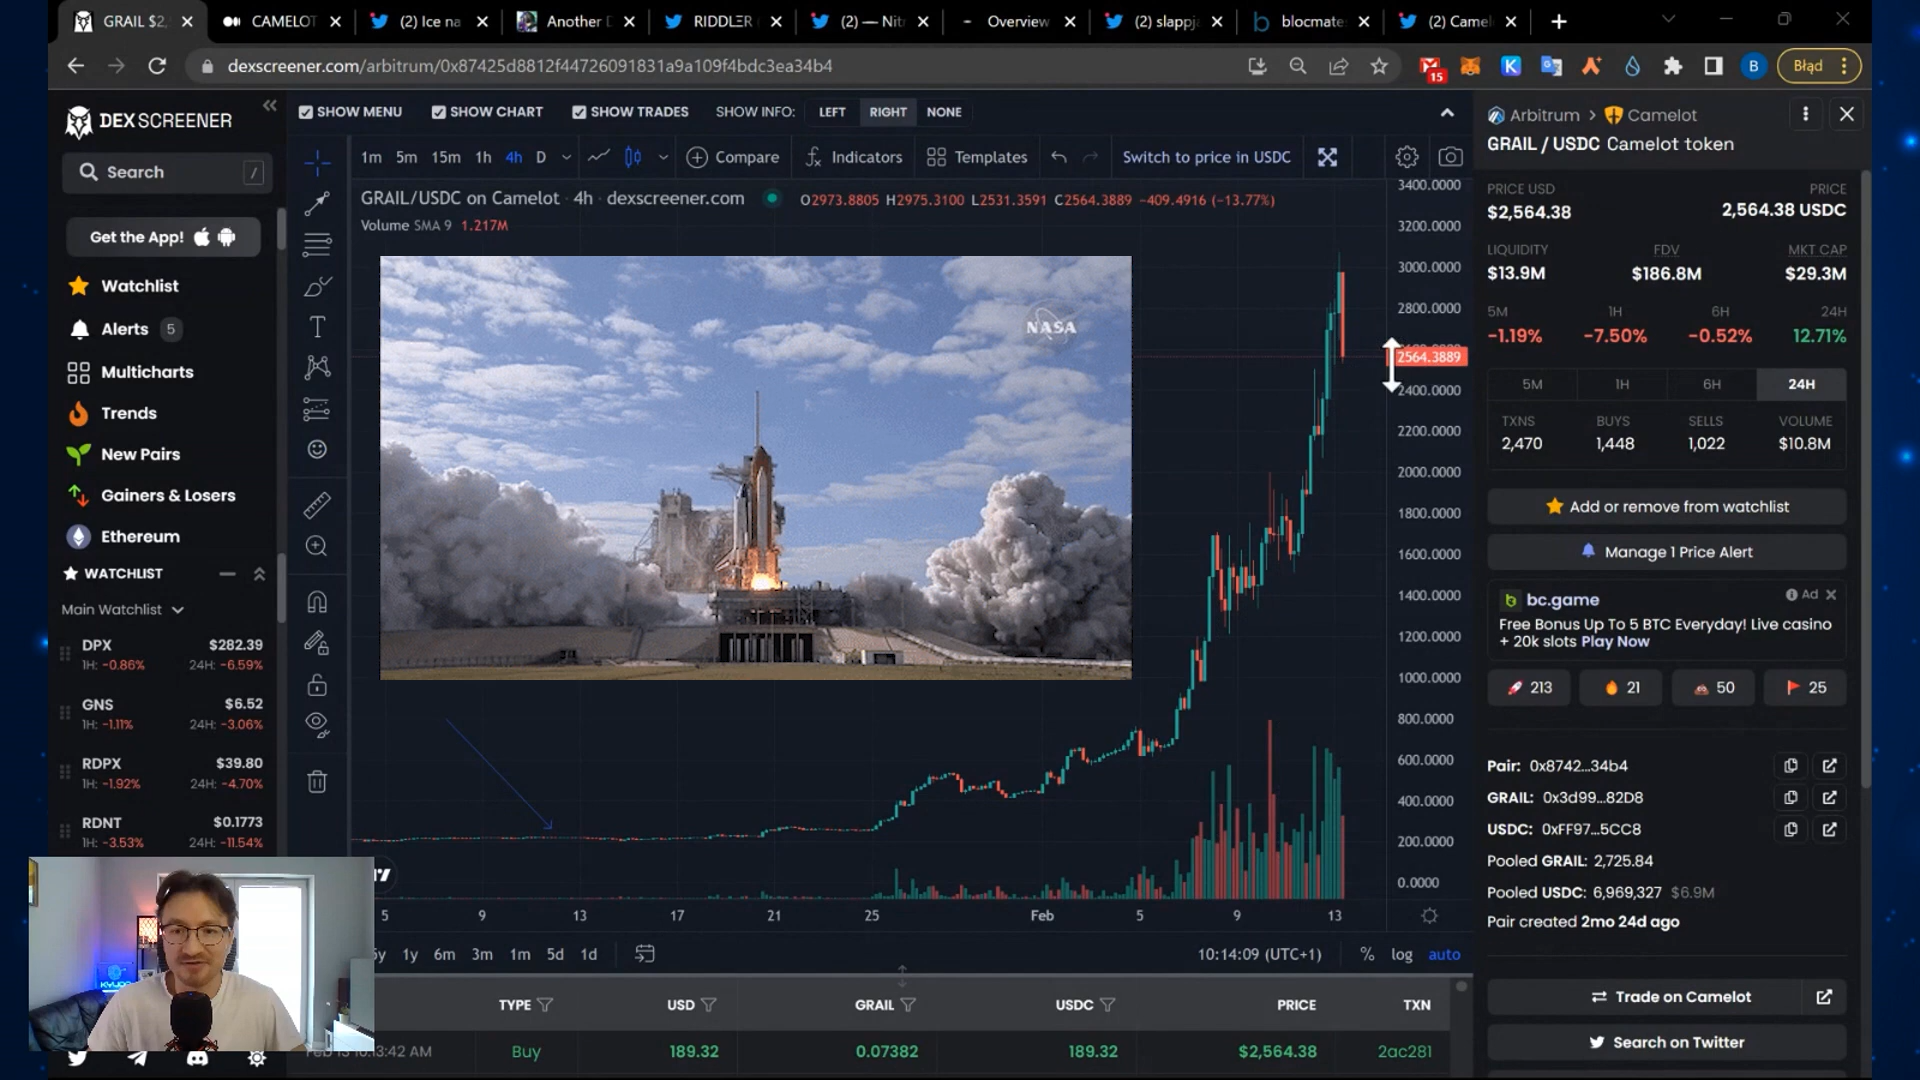 GRAIL $2,
CAMELOT
(2) Ice na
Another D
RIDDLER
(2) — Nitr
Overview
(2) slappj
blocmate
(2) Camel
dexscreener.com/arbitrum/0x87425d8812f44726091831a9a109f4bdc3ea34b4
15
K
B
Błąd
DEX SCREENER
SHOW MENU
SHOW CHART
SHOW TRADES
SHOW INFO:
LEFT
RIGHT
NONE
Arbitrum > Camelot
GRAIL / USDC Camelot token
Search /
1m 5m 15m 1h 4h D
Compare
Indicators
Templates
Switch to price in USDC
GRAIL/USDC on Camelot · 4h · dexscreener.com
O2973.8805 H2975.3100 L2531.3591 C2564.3889 −409.4916 (−13.77%)
Volume SMA 9 1.217M
Get the App!
Watchlist
Alerts 5
Multicharts
Trends
New Pairs
Gainers & Losers
Ethereum
WATCHLIST
Main Watchlist
DPX $282.39
1H: -0.86% 24H: -6.59%
GNS $6.52
1H: -1.11% 24H: -3.06%
RDPX $39.80
1H: -1.92% 24H: -4.70%
RDNT $0.1773
1H: -3.53% 24H: -11.54%
NASA
3400.0000
3200.0000
3000.0000
2800.0000
2564.3889
2400.0000
2200.0000
2000.0000
1800.0000
1600.0000
1400.0000
1200.0000
1000.0000
800.0000
600.0000
400.0000
200.0000
0.0000
5 9 13 17 21 25 Feb 5 9 13
5y 1y 6m 3m 1m 5d 1d
10:14:09 (UTC+1)
% log auto
TYPE USD GRAIL USDC PRICE TXN
Buy 189.32 0.07382 189.32 $2,564.38 2ac281
PRICE USD PRICE
$2,564.38 2,564.38 USDC
LIQUIDITY FDV MKT CAP
$13.9M $186.8M $29.3M
5M 1H 6H 24H
-1.19% -7.50% -0.52% 12.71%
5M 1H 6H 24H
TXNS BUYS SELLS VOLUME
2,470 1,448 1,022 $10.8M
Add or remove from watchlist
Manage 1 Price Alert
bc.game
Ad
Free Bonus Up To 5 BTC Everyday! Live casino
+ 20k slots Play Now
213 21 50 25
Pair: 0x8742...34b4
GRAIL: 0x3d99...82D8
USDC: 0xFF97...5CC8
Pooled GRAIL: 2,725.84
Pooled USDC: 6,969,327 $6.9M
Pair created 2mo 24d ago
Trade on Camelot
Search on Twitter